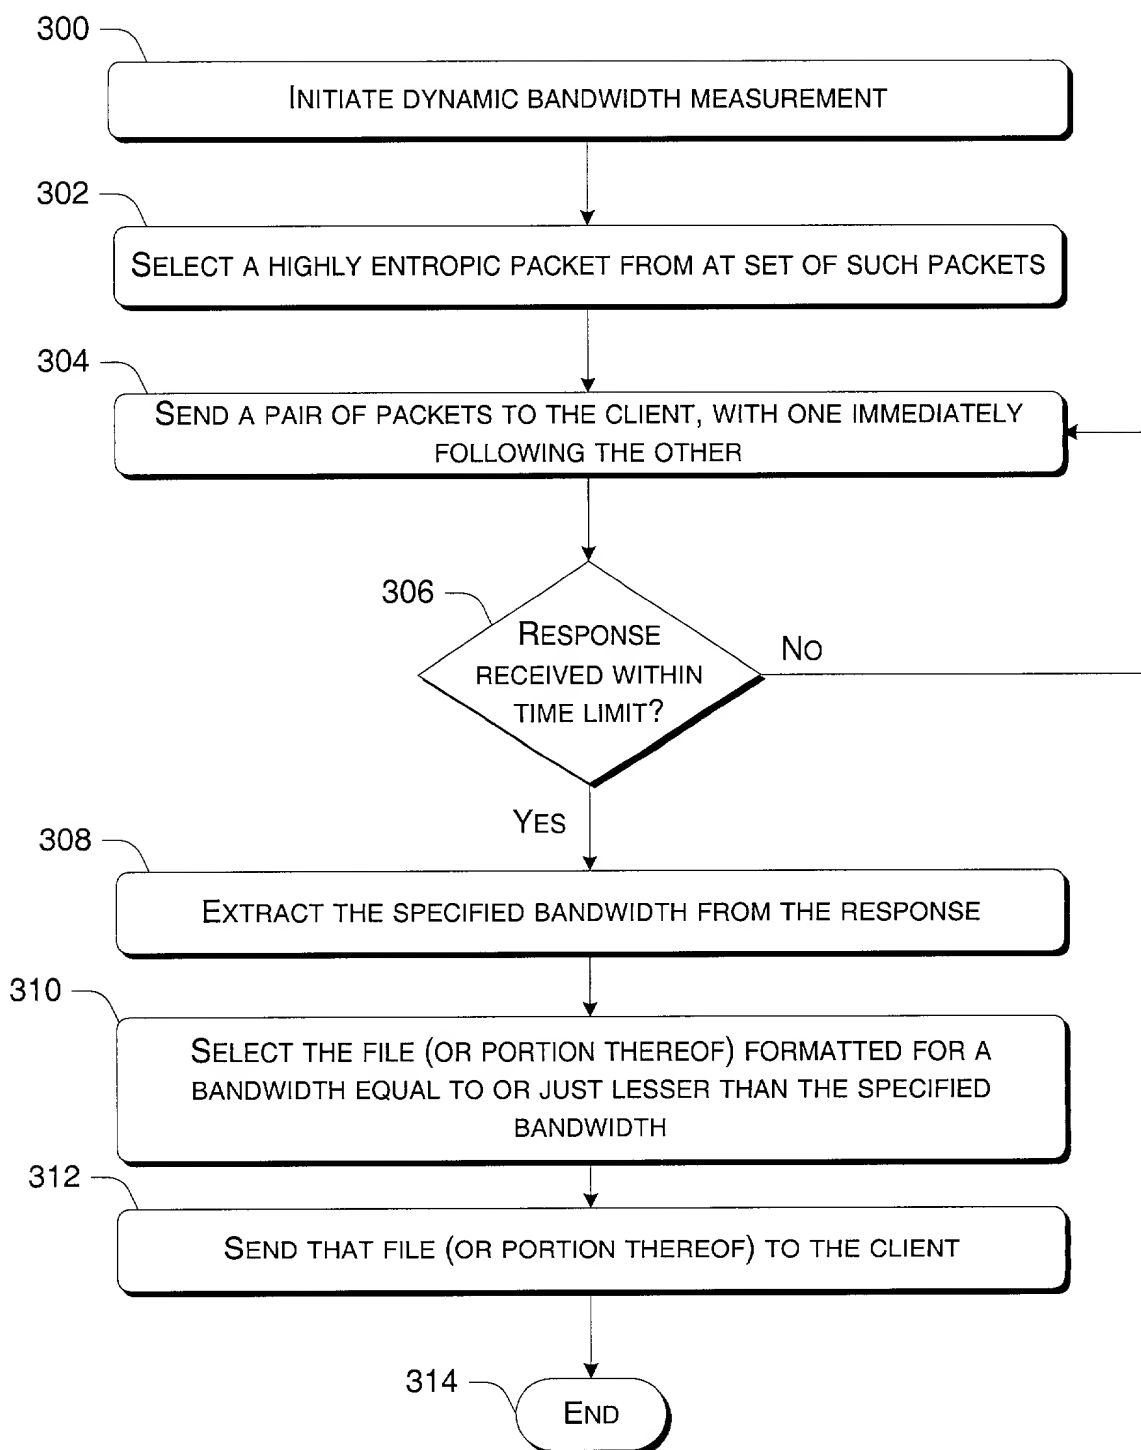 300
INITIATE DYNAMIC BANDWIDTH MEASUREMENT
302
SELECT A HIGHLY ENTROPIC PACKET FROM AT SET OF SUCH PACKETS
304
SEND A PAIR OF PACKETS TO THE CLIENT, WITH ONE IMMEDIATELY
FOLLOWING THE OTHER
306
RESPONSE
RECEIVED WITHIN
TIME LIMIT?
NO
YES
308
EXTRACT THE SPECIFIED BANDWIDTH FROM THE RESPONSE
310
SELECT THE FILE (OR PORTION THEREOF) FORMATTED FOR A
BANDWIDTH EQUAL TO OR JUST LESSER THAN THE SPECIFIED
BANDWIDTH
312
SEND THAT FILE (OR PORTION THEREOF) TO THE CLIENT
314
END